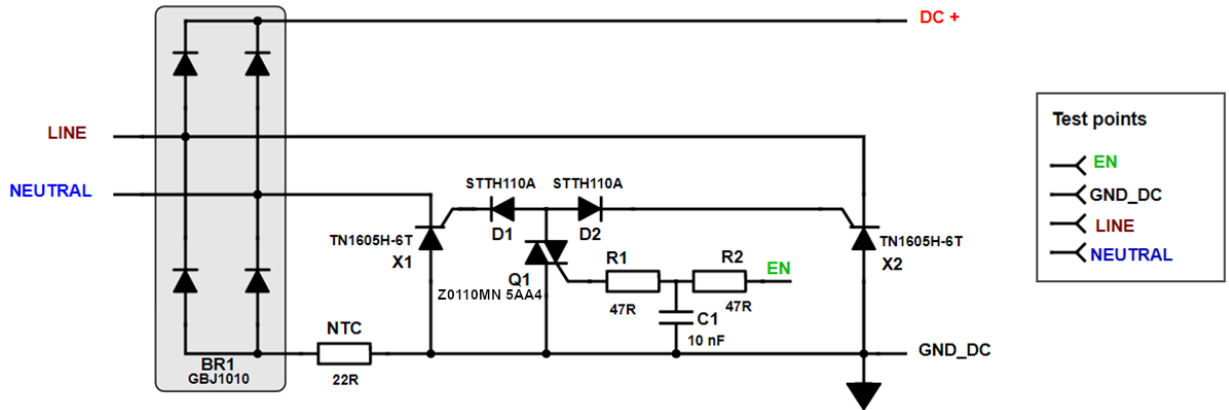 DC +
LINE
NEUTRAL
STTH110A
STTH110A
D1
D2
TN1605H-6T
X1
TN1605H-6T
X2
Q1
Z0110MN 5AA4
R1
47R
R2
47R
EN
C1
10 nF
NTC
22R
BR1
GBJ1010
GND_DC
Test points
EN
GND_DC
LINE
NEUTRAL